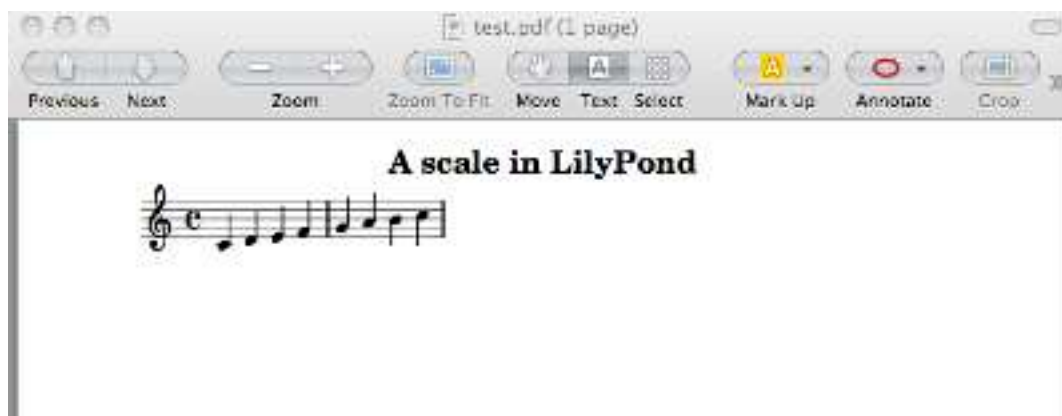 test.pdf (1 page)
Previous Next Zoom Zoom To Fit Move Text Select Mark Up Annotate Crop
A scale in LilyPond